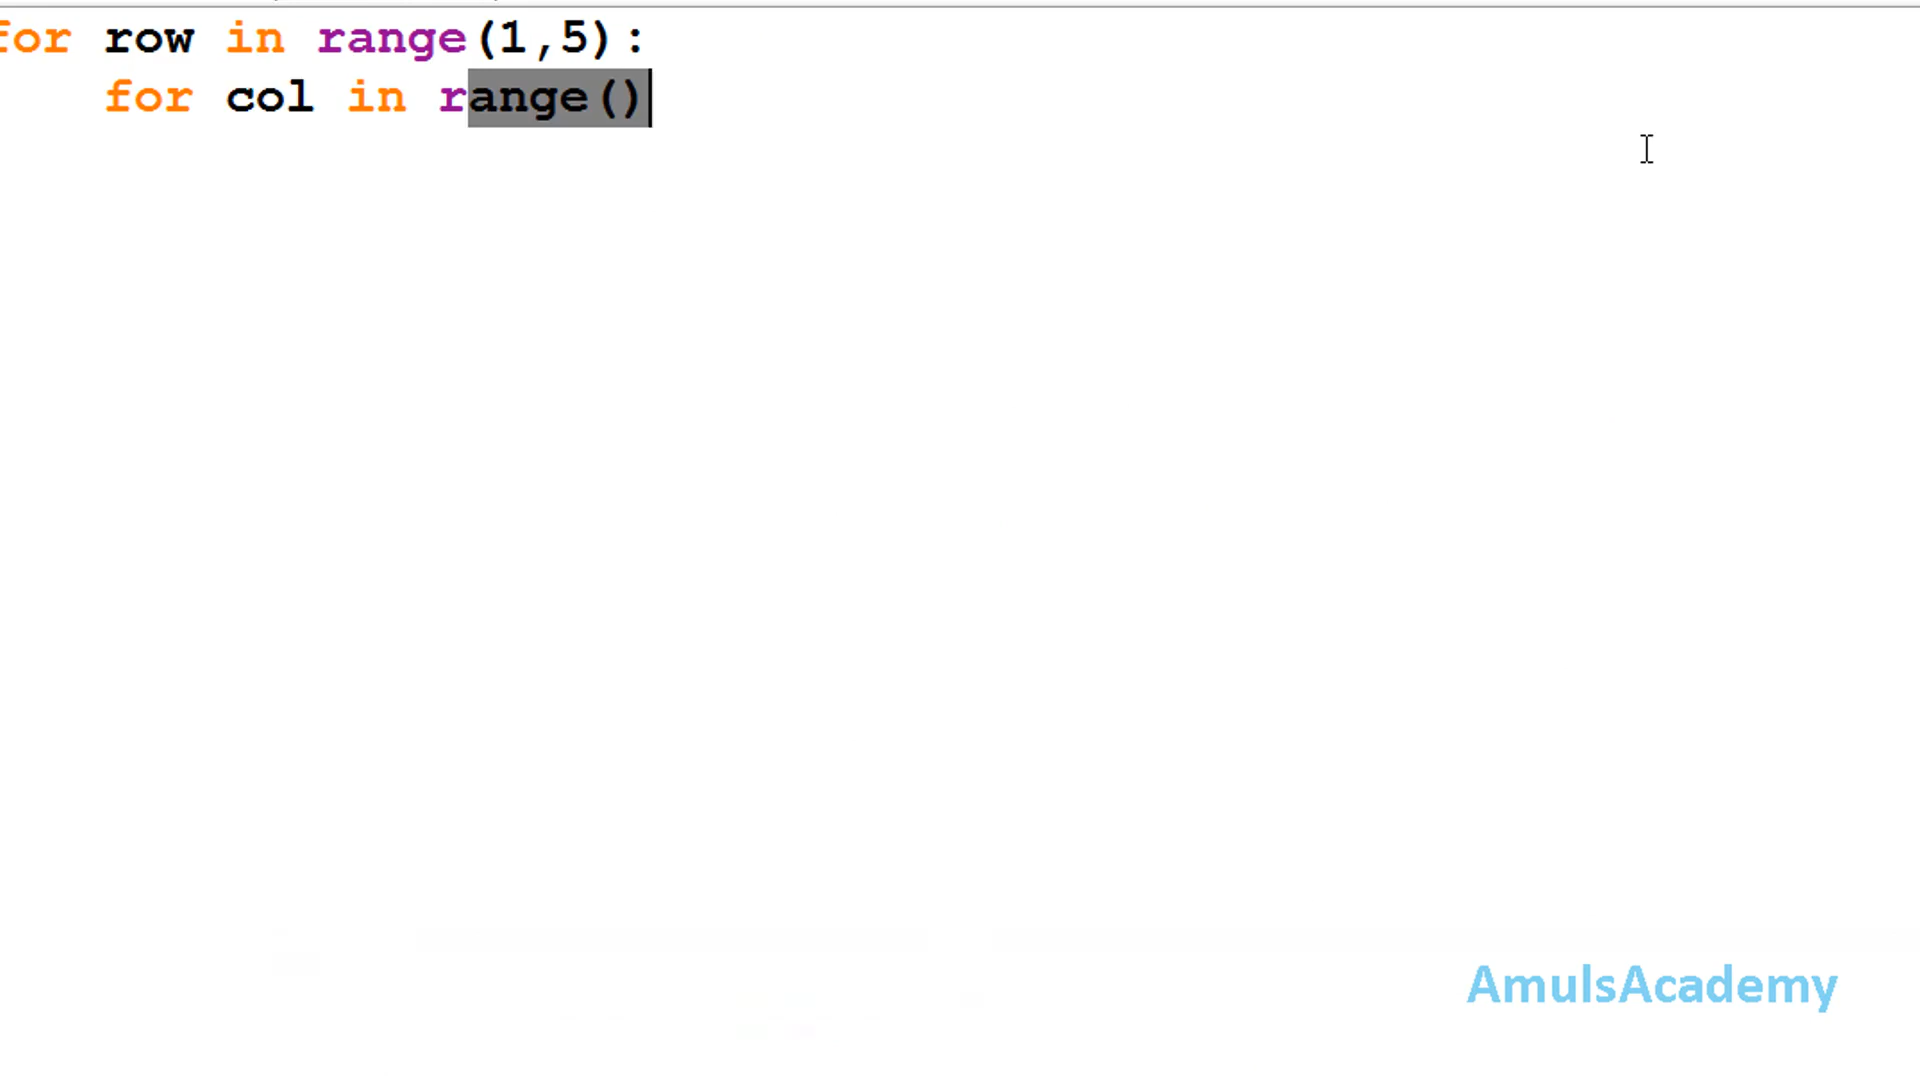 for row in range(1,5):
    for col in range()
AmulsAcademy